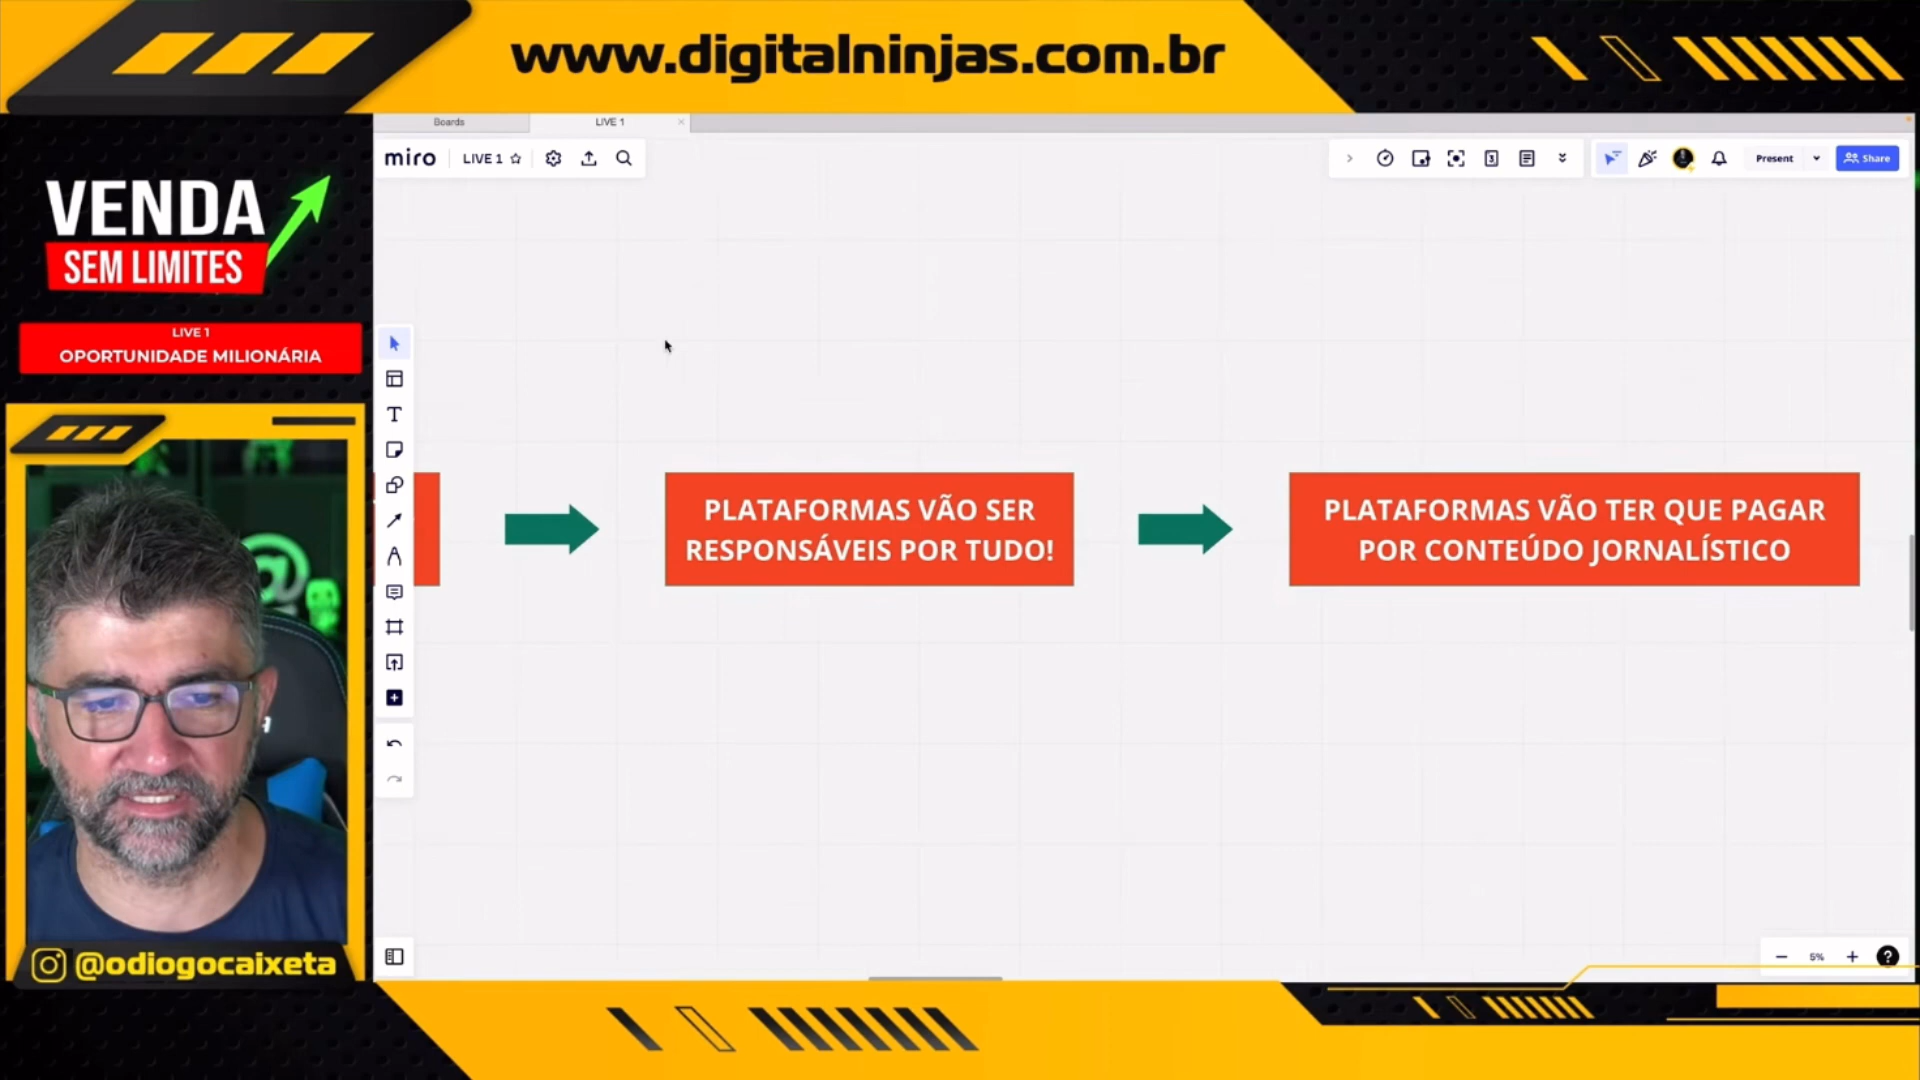 www.digitalninjas.com.br
Boards
LIVE 1
miro
LIVE 1
Present
Share
VENDA
SEM LIMITES
LIVE 1
OPORTUNIDADE MILIONÁRIA
PLATAFORMAS VÃO SER
RESPONSÁVEIS POR TUDO!
PLATAFORMAS VÃO TER QUE PAGAR
POR CONTEÚDO JORNALÍSTICO
@odiogocaixeta
5%